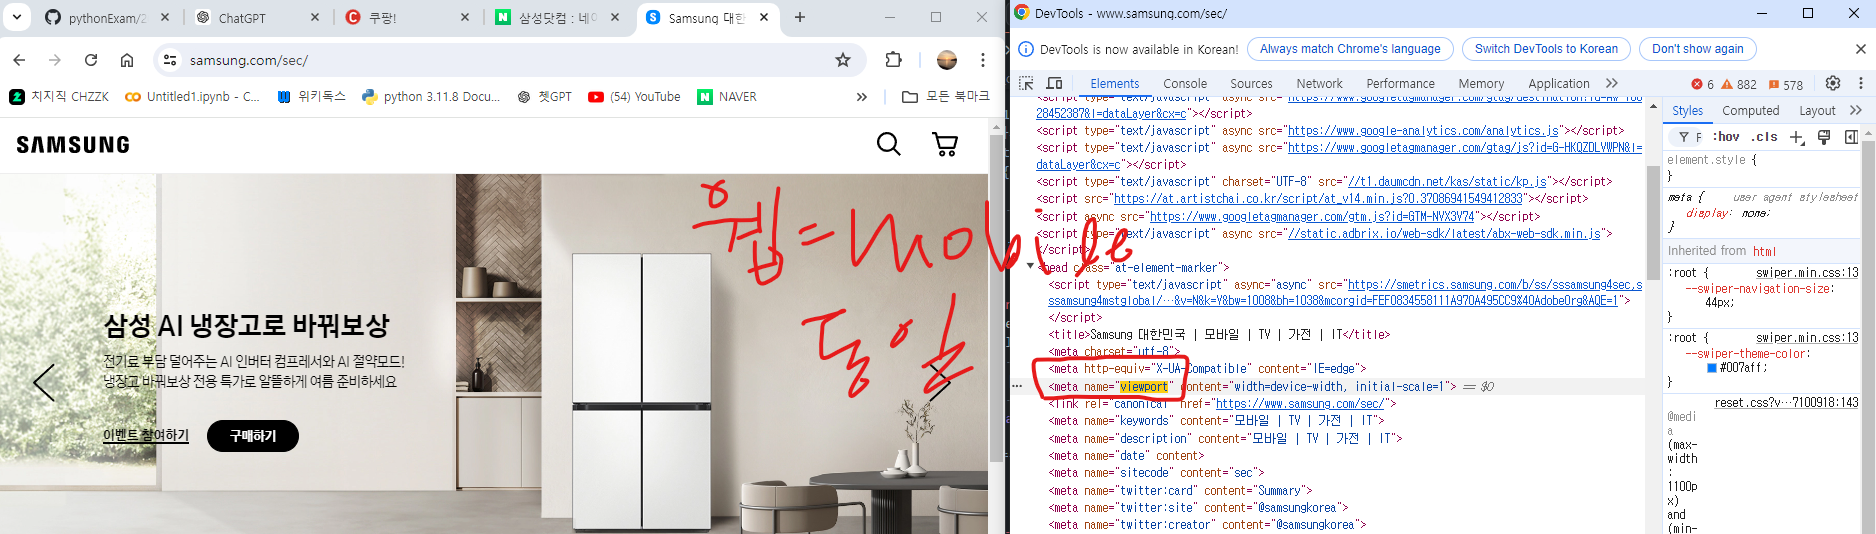 pythonExam/2
ChatGPT
쿠팡!
삼성닷컴 : 네이
Samsung 대한
samsung.com/sec/
치지직 CHZZK
Untitled1.ipynb - C...
위키독스
python 3.11.8 Docu...
챗GPT
(54) YouTube
NAVER
모든 북마크
SAMSUNG
웹=mobile
동일
삼성 AI 냉장고로 바꿔보상
전기료 부담 덜어주는 AI 인버터 컴프레서와 AI 절약모드!
냉장고 바꿔보상 전용 특가로 알뜰하게 여름 준비하세요
이벤트 참여하기
구매하기
DevTools - www.samsung.com/sec/
DevTools is now available in Korean!
Always match Chrome's language
Switch DevTools to Korean
Don't show again
Elements
Console
Sources
Network
Performance
Memory
Application
6
882
578
28452387&l=dataLayer&cx=c"></script>
<script type="text/javascript" async src="https://www.google-analytics.com/analytics.js"></script>
<script type="text/javascript" async src="https://www.googletagmanager.com/gtag/js?id=G-HKQZDLVWPN&l=
dataLayer&cx=c"></script>
<script type="text/javascript" charset="UTF-8" src="//t1.daumcdn.net/kas/static/kp.js"></script>
<script src="https://at.artistchai.co.kr/script/at_v14.min.js?0.37086941549412833"></script>
<script async src="https://www.googletagmanager.com/gtm.js?id=GTM-NVX3V74"></script>
<script type="text/javascript" async src="//static.adbrix.io/web-sdk/latest/abx-web-sdk.min.js">
</script>
<head class="at-element-marker">
<script type="text/javascript" async="async" src="https://smetrics.samsung.com/b/ss/sssamsung4sec,s
ssamsung4mstglobal/…&v=N&k=Y&bw=1008&bh=1038&mcorgid=FEF0834558111A970A495CC9%40AdobeOrg&AQE=1">
</script>
<title>Samsung 대한민국 | 모바일 | TV | 가전 | IT</title>
<meta charset="utf-8">
<meta http-equiv="X-UA-Compatible" content="IE-edge">
<meta name="viewport" content="width=device-width, initial-scale=1"> == $0
<link rel="canonical" href="https://www.samsung.com/sec/">
<meta name="keywords" content="모바일 | TV | 가전 | IT">
<meta name="description" content="모바일 | TV | 가전 | IT">
<meta name="date" content>
<meta name="sitecode" content="sec">
<meta name="twitter:card" content="Summary">
<meta name="twitter:site" content="@samsungkorea">
<meta name="twitter:creator" content="@samsungkorea">
Styles
Computed
Layout
F
:hov
.cls
element.style {
}
meta {
user agent stylesheet
display: none;
}
Inherited from html
:root {
swiper.min.css:13
--swiper-navigation-size:
44px;
}
:root {
swiper.min.css:13
--swiper-theme-color:
#007aff;
}
reset.css?v…7100918:143
@medi
a
(max-
width
:
1100p
x)
and
(min-